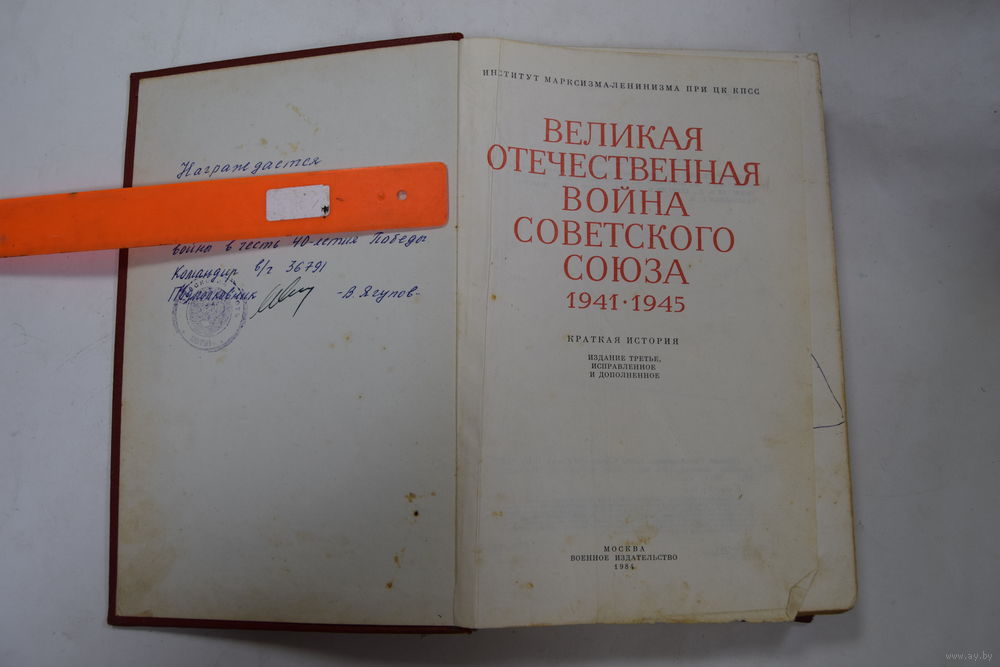 Награждается
война в честь 40-летия Победы
Командир в/ч 36791
Подполковник -В. Ягупов-
ИНСТИТУТ МАРКСИЗМА-ЛЕНИНИЗМА ПРИ ЦК КПСС
ВЕЛИКАЯ
ОТЕЧЕСТВЕННАЯ
ВОЙНА
СОВЕТСКОГО
СОЮЗА
1941·1945
КРАТКАЯ ИСТОРИЯ
ИЗДАНИЕ ТРЕТЬЕ,
ИСПРАВЛЕННОЕ
И ДОПОЛНЕННОЕ
МОСКВА
ВОЕННОЕ ИЗДАТЕЛЬСТВО
1984
www.ay.by